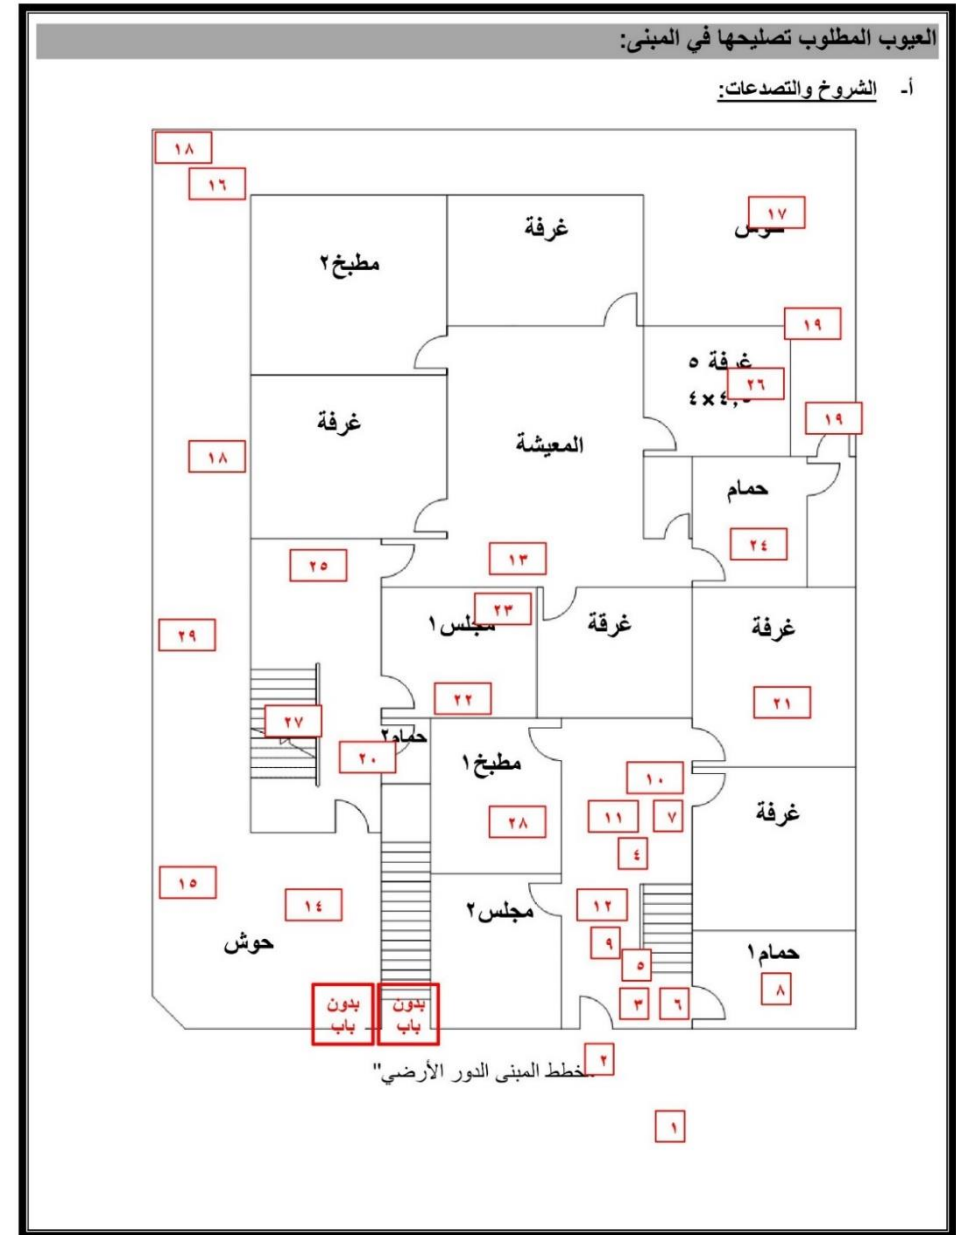 العيوب المطلوب تصليحها في المبنى:
أ- الشروخ والتصدعات:
١٨
١٦
١٧
غرفة
مطبخ٢
١٩
غرفة ٥
٢٦
١٩
غرفة
المعيشة
١٨
حمام
٢٤
١٣
٢٥
٢٣
مجلس١
غرقة
غرفة
٢٩
٢٢
٢١
٢٧
حمام٢
٢٠
مطبخ١
١٠
١١
٧
غرفة
٢٨
٤
١٥
١٤
مجلس٢
١٢
حوش
٩
٥
حمام١
٨
٣
٦
بدون
باب
بدون
باب
٢
المبنى الدور الأرضي"
١